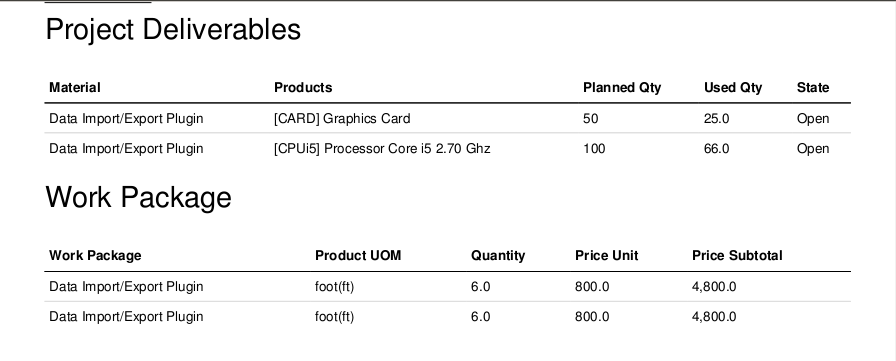 Project Deliverables
Material Products Planned Qty Used Qty State
Data Import/Export Plugin [CARD] Graphics Card 50 25.0 Open
Data Import/Export Plugin [CPUi5] Processor Core i5 2.70 Ghz 100 66.0 Open
Work Package
Work Package Product UOM Quantity Price Unit Price Subtotal
Data Import/Export Plugin foot(ft) 6.0 800.0 4,800.0
Data Import/Export Plugin foot(ft) 6.0 800.0 4,800.0